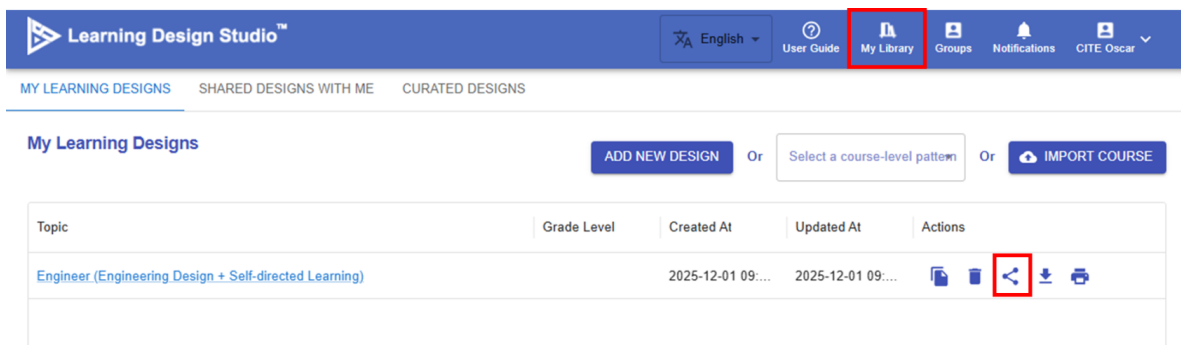 Learning Design Studio™
English
User Guide
My Library
Groups
Notifications
CITE Oscar
MY LEARNING DESIGNS SHARED DESIGNS WITH ME CURATED DESIGNS
My Learning Designs
ADD NEW DESIGN Or Select a course-level pattern Or IMPORT COURSE
Topic Grade Level Created At Updated At Actions
Engineer (Engineering Design + Self-directed Learning) 2025-12-01 09:... 2025-12-01 09:...